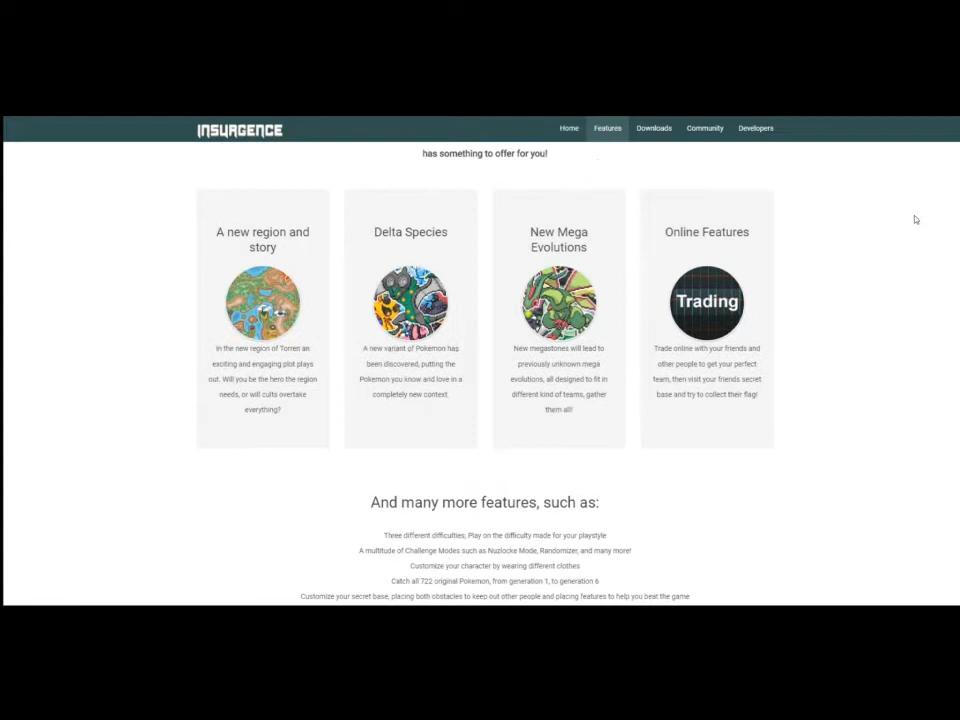 INSURGENCE
Home Features Downloads Community Developers
has something to offer for you!
A new region and
story
In the new region of Torren an
exciting and engaging plot plays
out. Will you be the hero the region
needs, or will cults overtake
everything?
Delta Species
A new variant of Pokemon has
been discovered, putting the
Pokemon you know and love in a
completely new context.
New Mega
Evolutions
New megastones will lead to
previously unknown mega
evolutions, all designed to fit in
different kind of teams, gather
them all!
Online Features
Trading
Trade online with your friends and
other people to get your perfect
team, then visit your friends secret
base and try to collect their flag!
And many more features, such as:
Three different difficulties; Play on the difficulty made for your playstyle
A multitude of Challenge Modes such as Nuzlocke Mode, Randomizer, and many more!
Customize your character by wearing different clothes
Catch all 722 original Pokemon, from generation 1, to generation 6
Customize your secret base, placing both obstacles to keep out other people and placing features to help you beat the game